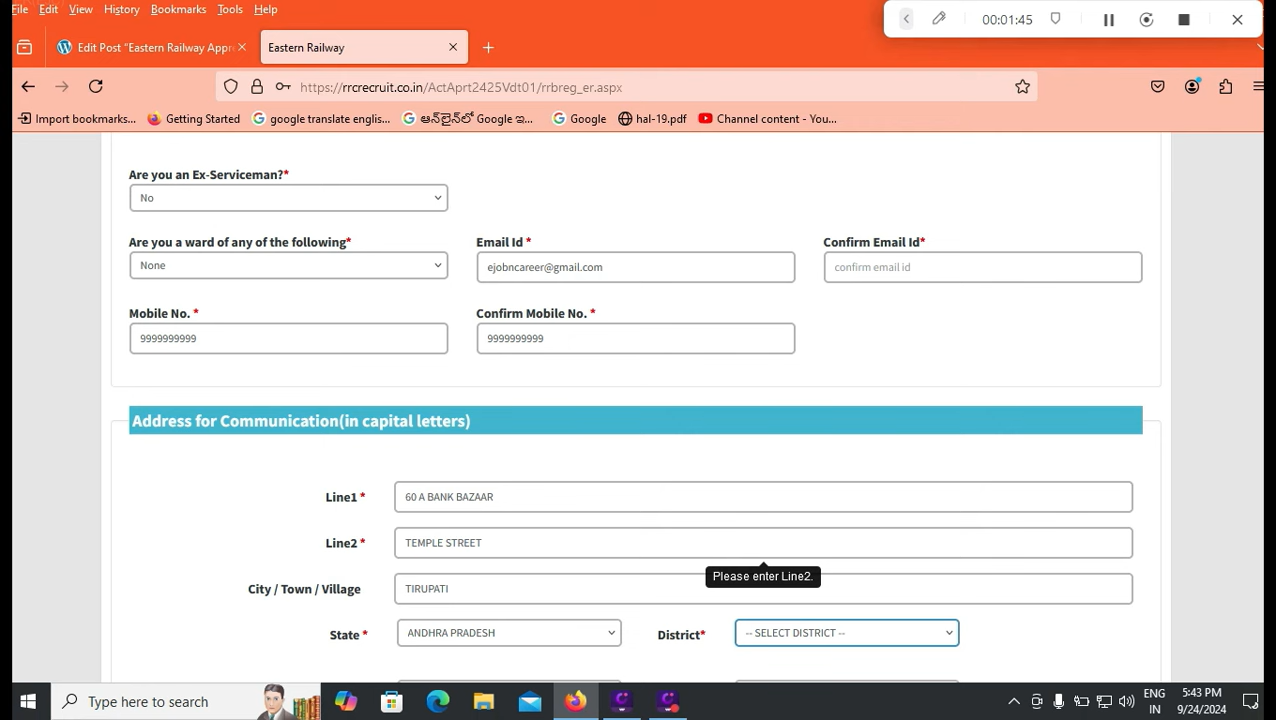 File Edit View History Bookmarks Tools Help
00:01:45
Edit Post "Eastern Railway Appre
Eastern Railway
https://rrcrecruit.co.in/ActAprt2425Vdt01/rrbreg_er.aspx
Import bookmarks... Getting Started google translate englis... ఆన్‌లైన్‌లో Google ఇ... Google hal-19.pdf Channel content - You...
Are you an Ex-Serviceman?*
No
Are you a ward of any of the following* Email Id * Confirm Email Id*
None ejobncareer@gmail.com confirm email id
Mobile No. * Confirm Mobile No. *
9999999999 9999999999
Address for Communication(in capital letters)
Line1 * 60 A BANK BAZAAR
Line2 * TEMPLE STREET
Please enter Line2.
City / Town / Village TIRUPATI
State * ANDHRA PRADESH District* -- SELECT DISTRICT --
Type here to search
ENG 5:43 PM
IN 9/24/2024